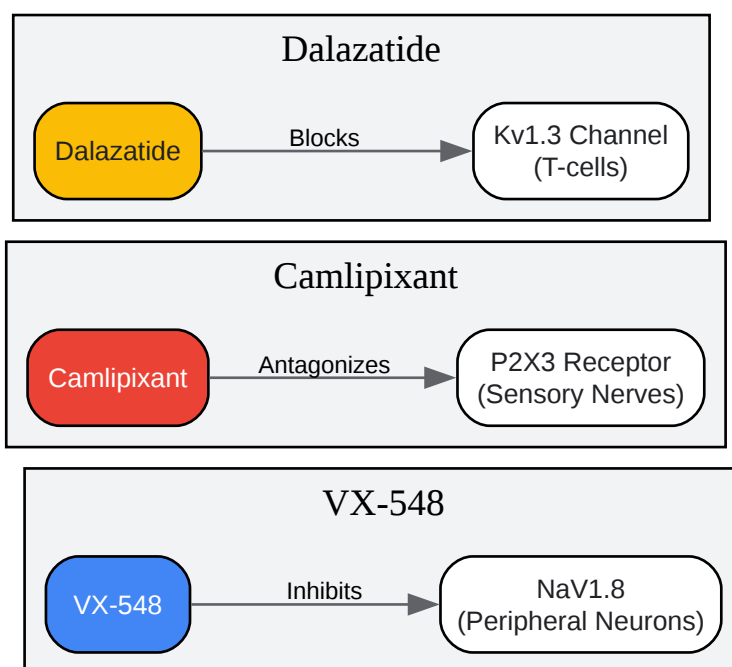 Dalazatide
Dalazatide
Blocks
Kv1.3 Channel
(T-cells)
Camlipixant
Camlipixant
Antagonizes
P2X3 Receptor
(Sensory Nerves)
VX-548
VX-548
Inhibits
NaV1.8
(Peripheral Neurons)